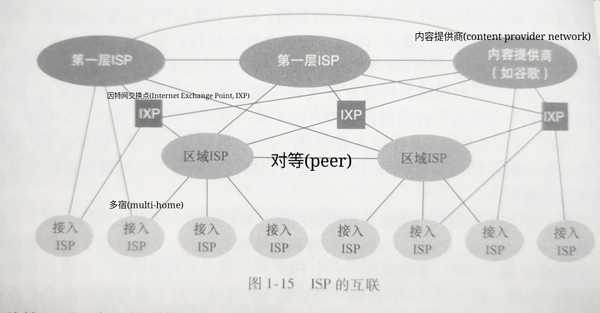 内容提供商(content provider network)
第一层ISP
第一层ISP
内容提供商
(如谷歌)
因特网交换点(Internet Exchange Point, IXP)
IXP
IXP
IXP
区域ISP
对等(peer)
区域ISP
多宿(multi-home)
接入
ISP
接入
ISP
接入
ISP
接入
ISP
接入
ISP
接入
ISP
接入
ISP
接入
ISP
图 1-15 ISP 的互联